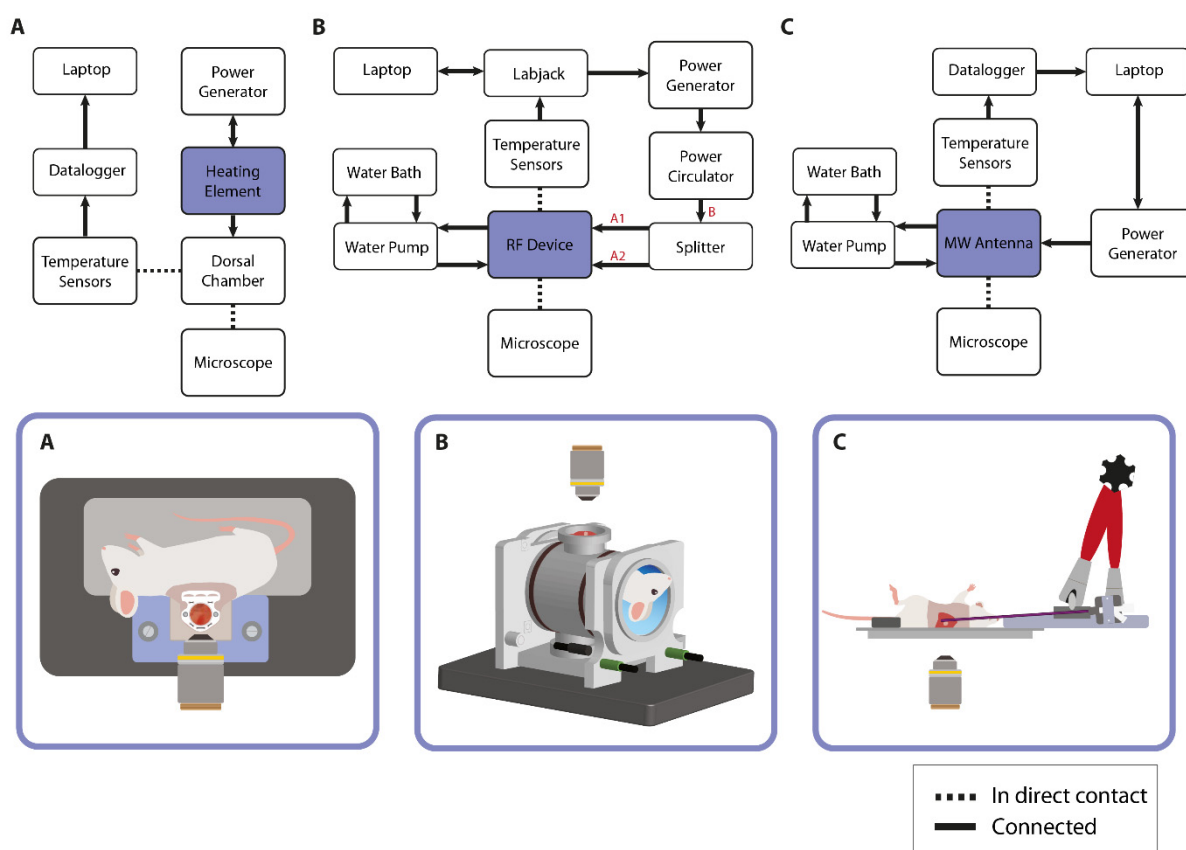 A
Laptop
Power
Generator
Datalogger
Heating
Element
Temperature
Sensors
Dorsal
Chamber
Microscope
B
Laptop
Labjack
Power
Generator
Temperature
Sensors
Power
Circulator
Water Bath
B
A1
Water Pump
RF Device
Splitter
A2
Microscope
C
Datalogger
Laptop
Temperature
Sensors
Water Bath
Water Pump
MW Antenna
Power
Generator
Microscope
A
B
C
In direct contact
Connected